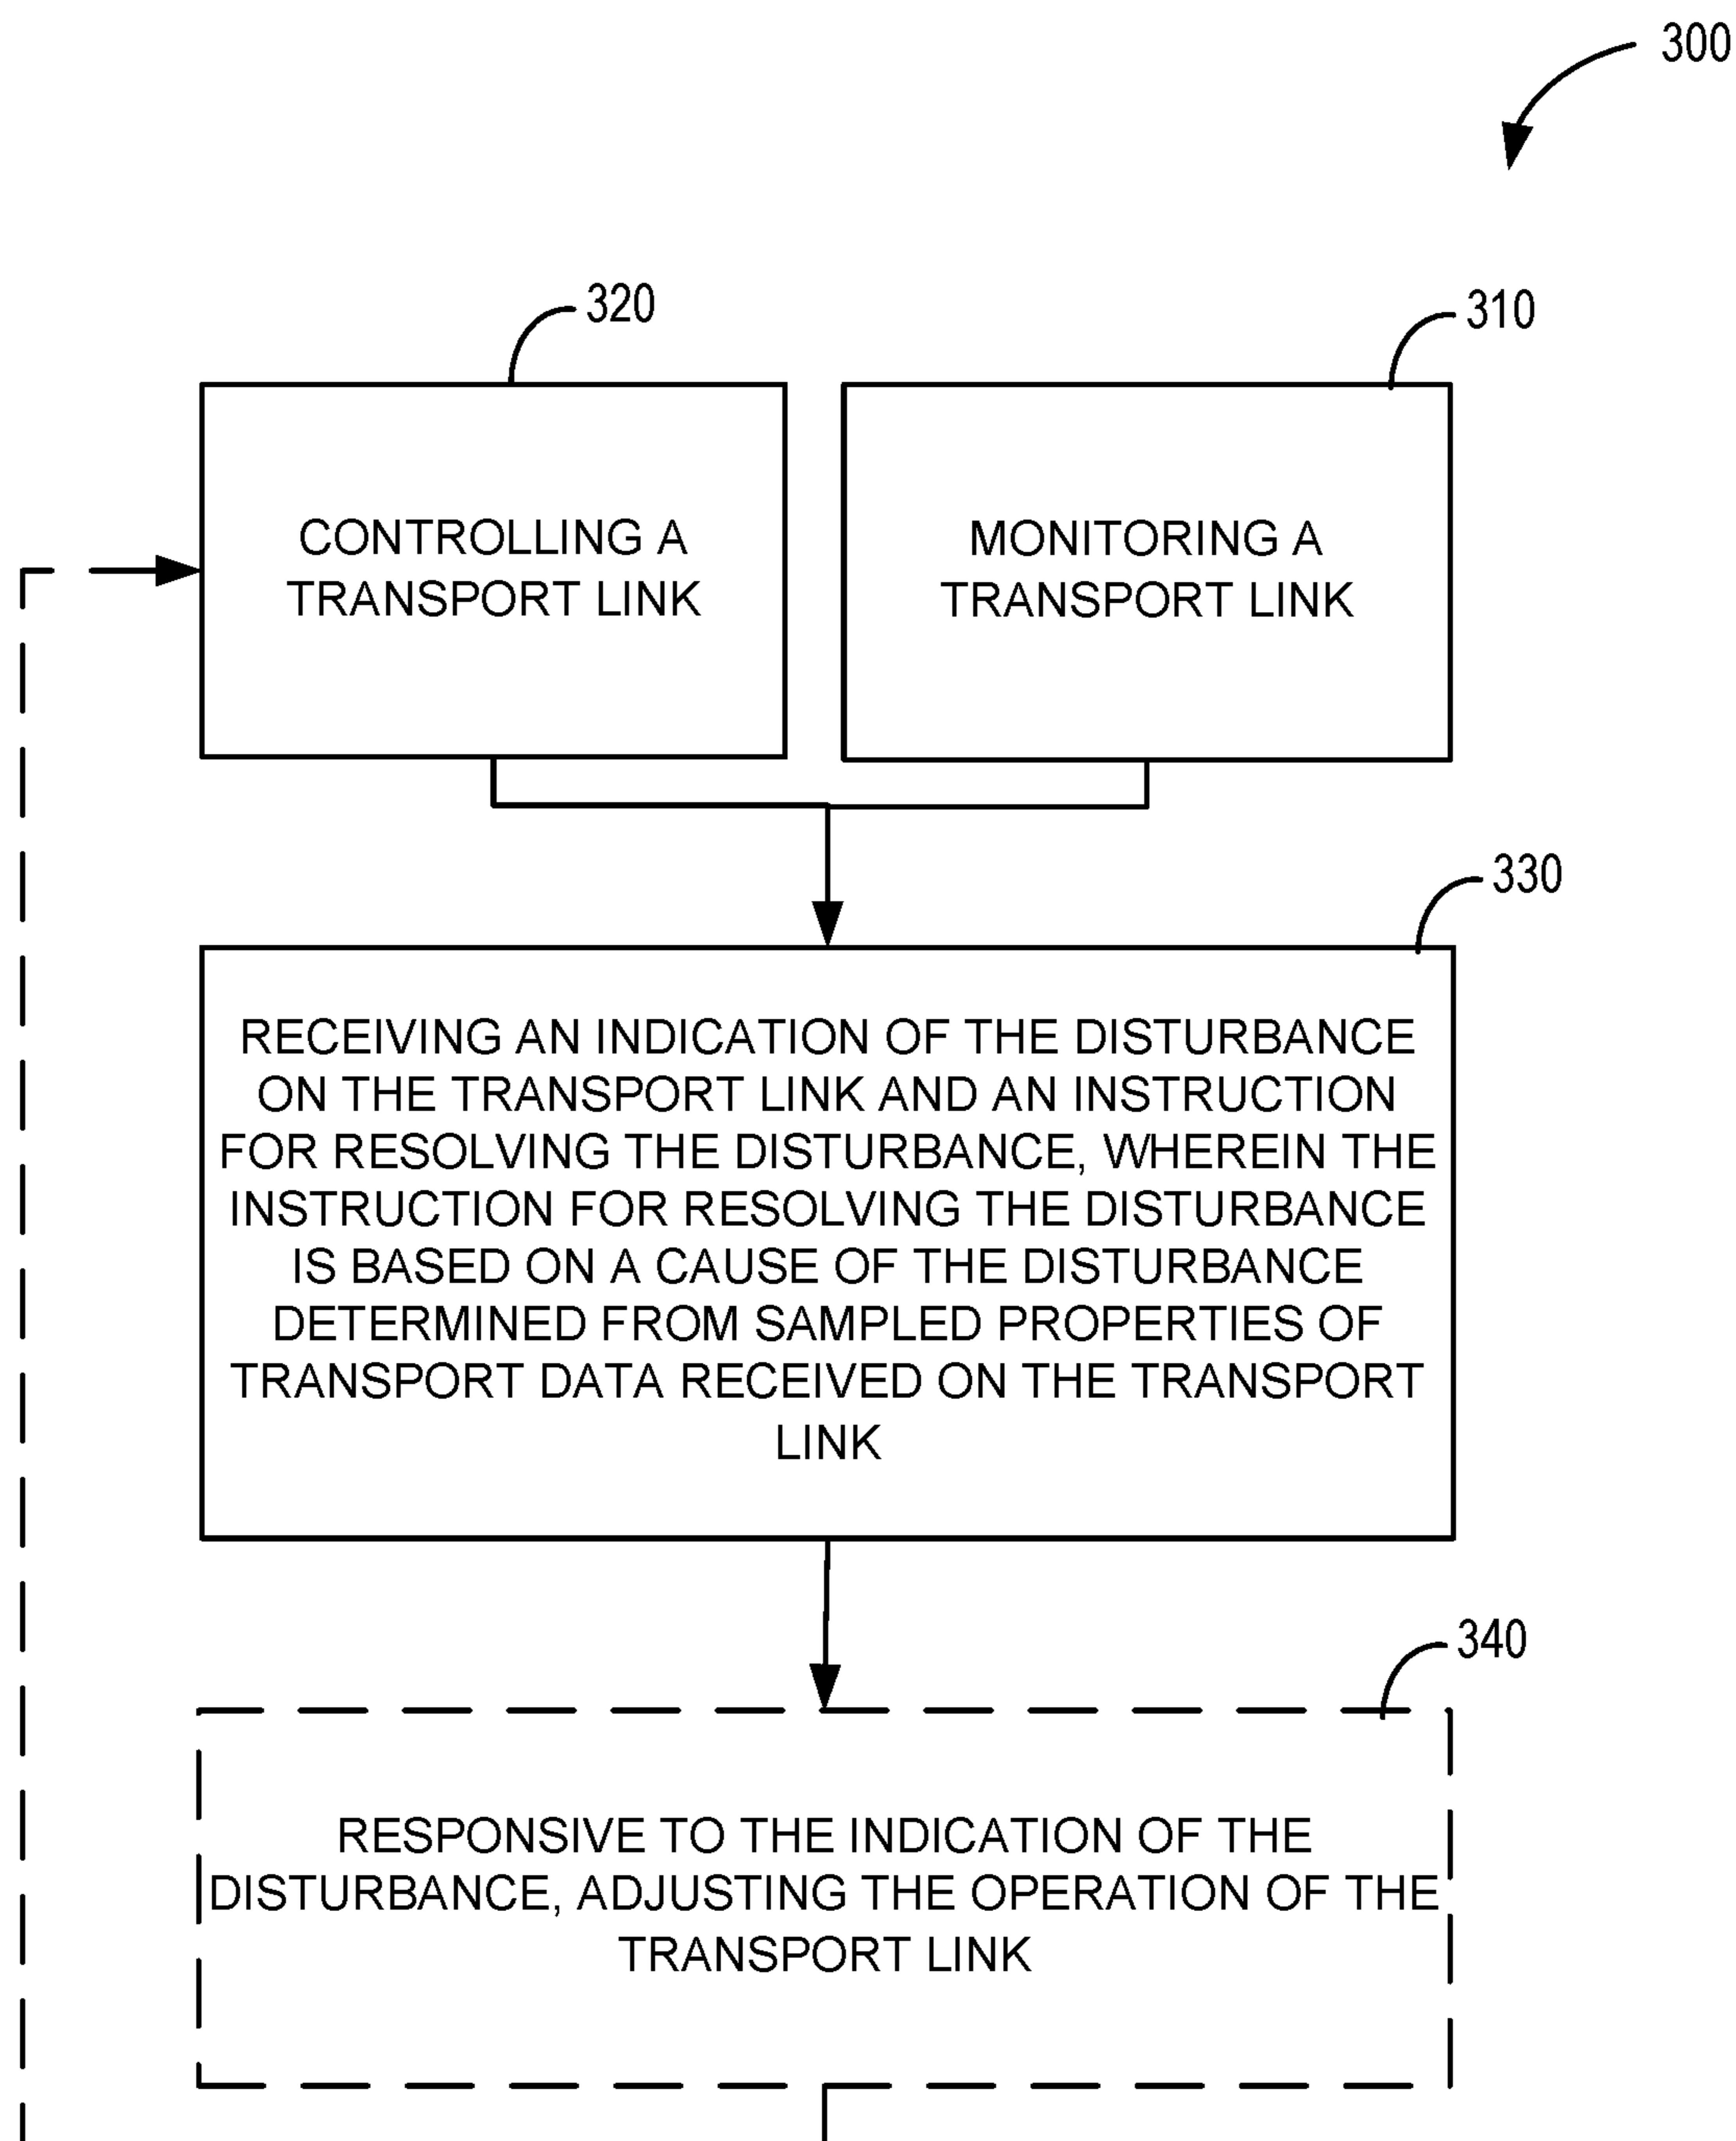 300
320
310
CONTROLLING A
TRANSPORT LINK
MONITORING A
TRANSPORT LINK
330
RECEIVING AN INDICATION OF THE DISTURBANCE
ON THE TRANSPORT LINK AND AN INSTRUCTION
FOR RESOLVING THE DISTURBANCE, WHEREIN THE
INSTRUCTION FOR RESOLVING THE DISTURBANCE
IS BASED ON A CAUSE OF THE DISTURBANCE
DETERMINED FROM SAMPLED PROPERTIES OF
TRANSPORT DATA RECEIVED ON THE TRANSPORT
LINK
340
RESPONSIVE TO THE INDICATION OF THE
DISTURBANCE, ADJUSTING THE OPERATION OF THE
TRANSPORT LINK